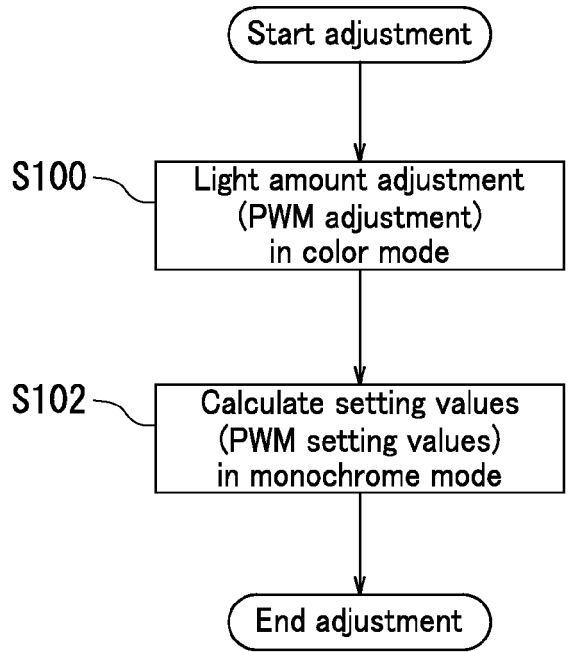 Start adjustment
S100
Light amount adjustment
(PWM adjustment)
in color mode
S102
Calculate setting values
(PWM setting values)
in monochrome mode
End adjustment